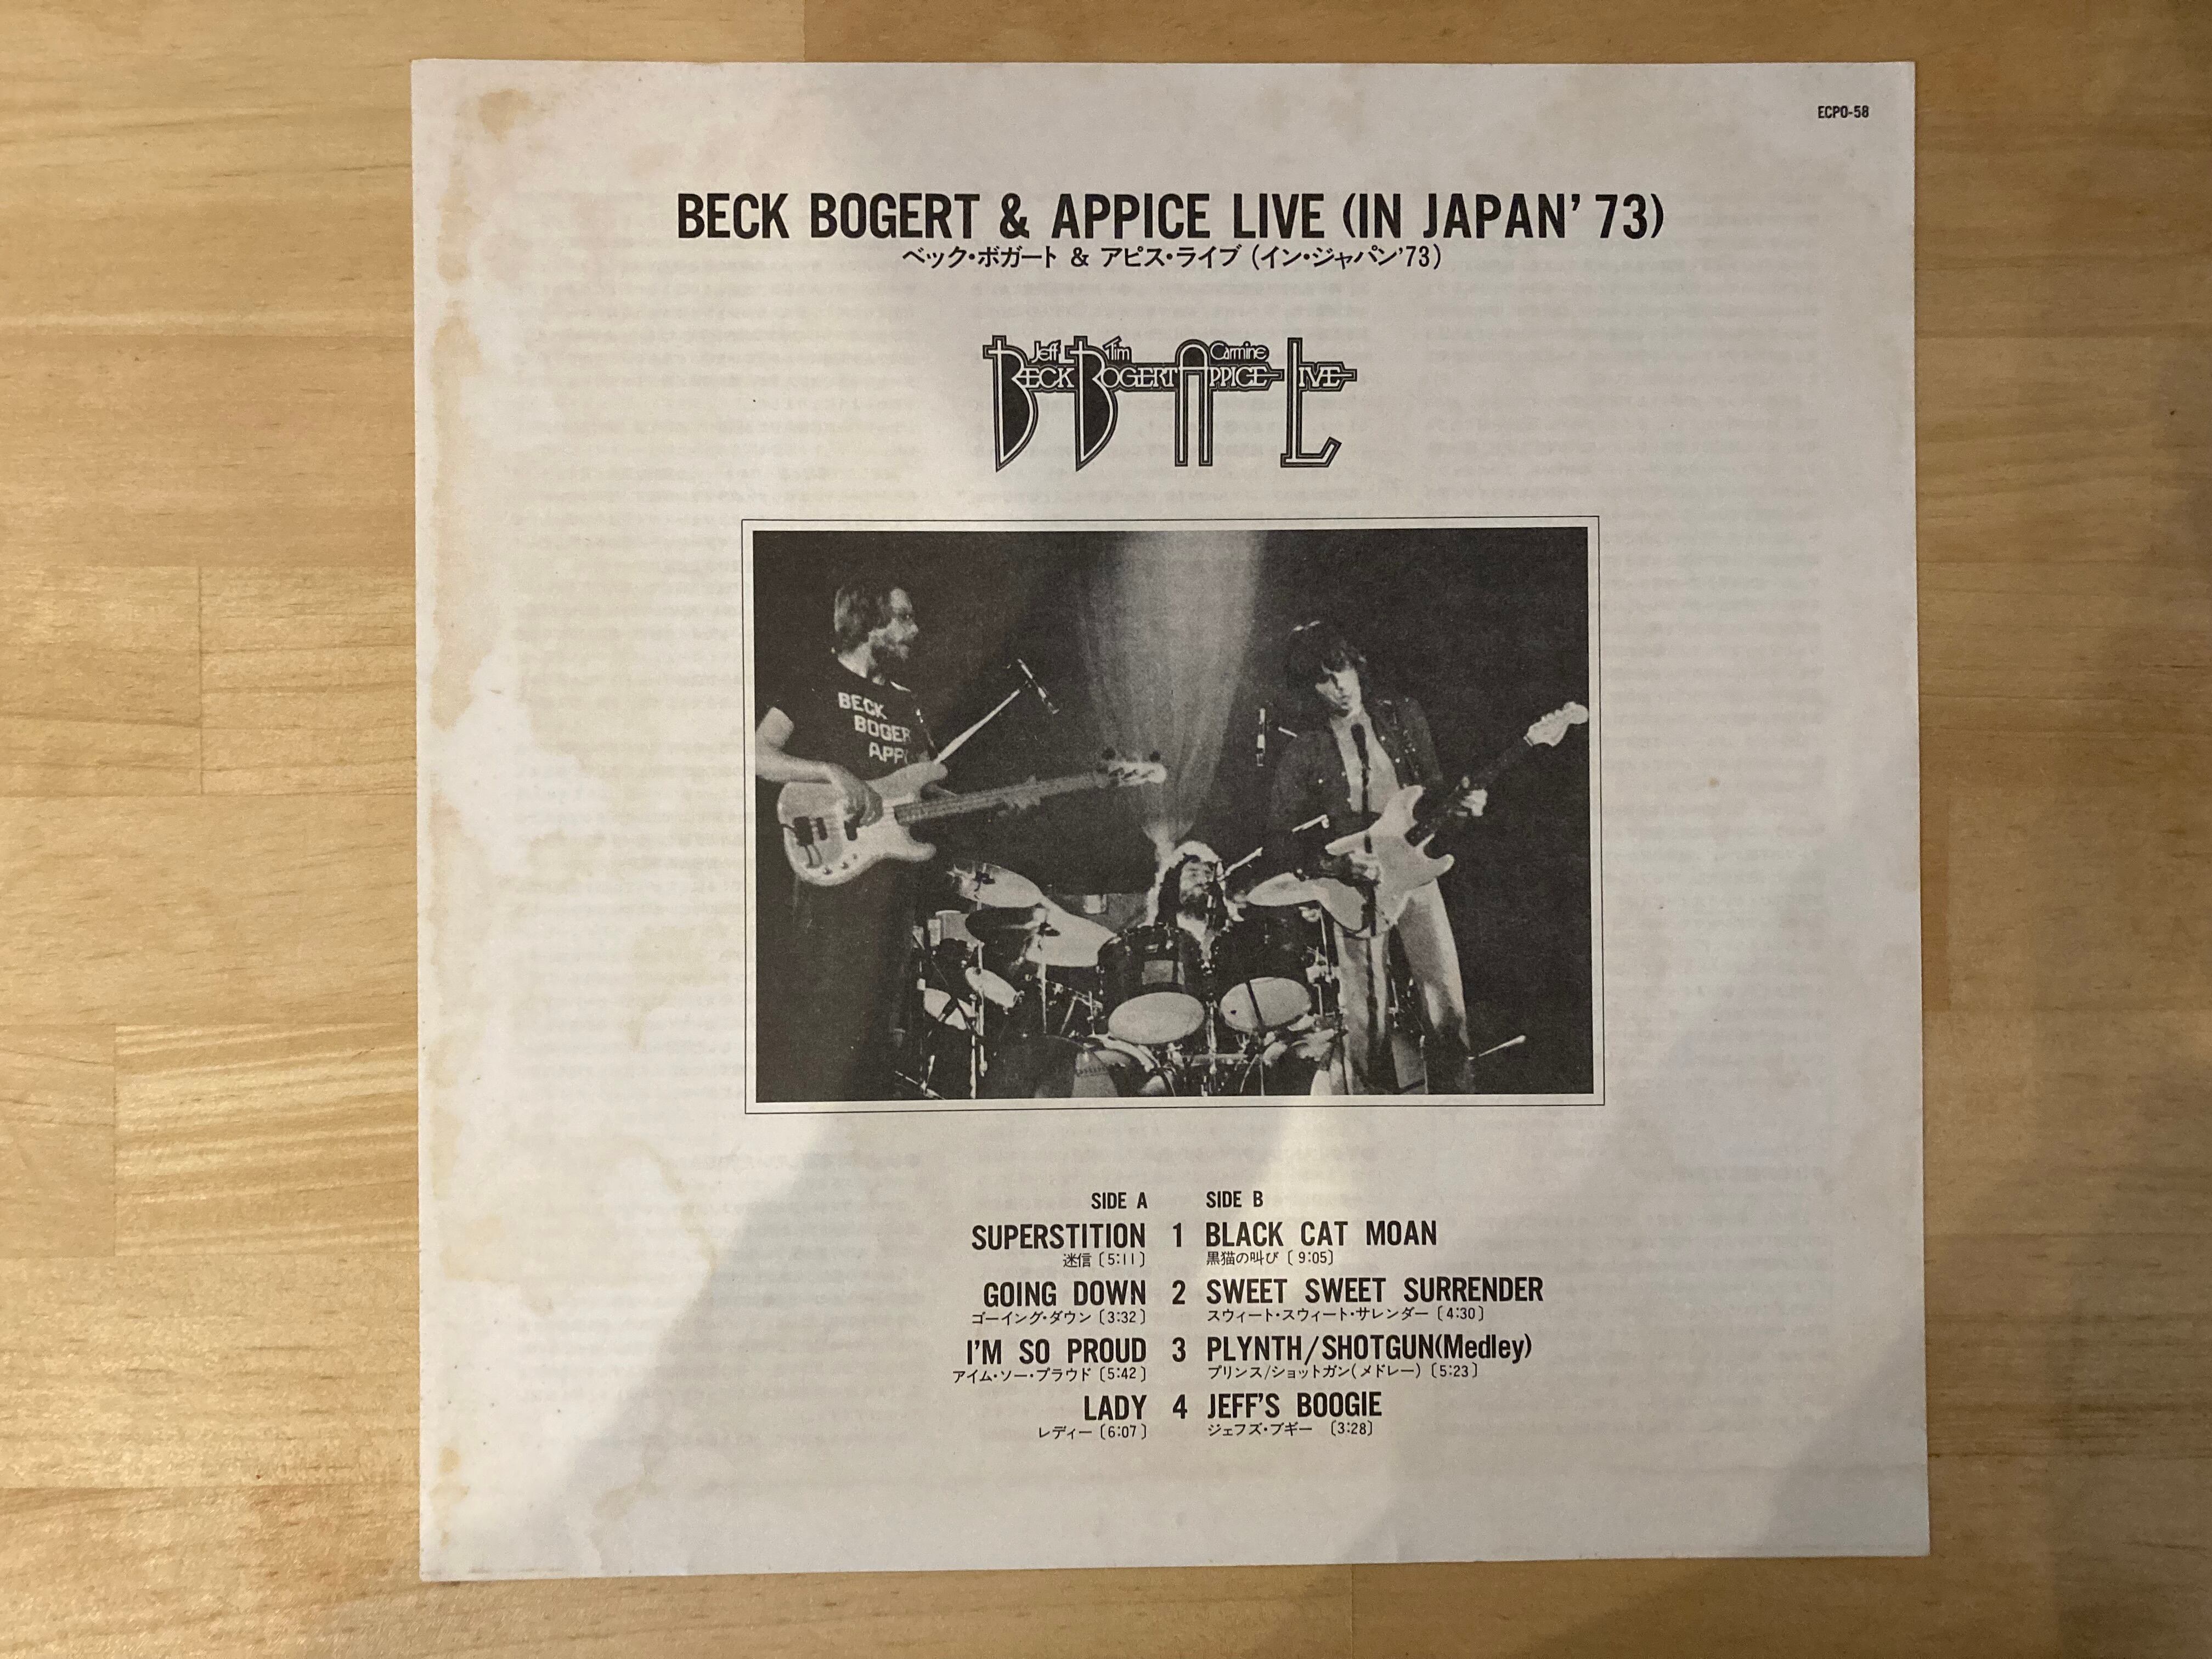 ECPO-58
BECK BOGERT & APPICE LIVE (IN JAPAN' 73)
ベック・ボガート & アピス・ライブ (イン・ジャパン'73)
Jeff Tim Carmine
BECK BOGERT APPICE LIVE
BECK
BOGER
APPI
SIDE A SIDE B
SUPERSTITION 1 BLACK CAT MOAN
迷信〔5:11〕 黒猫の叫び〔9:05〕
GOING DOWN 2 SWEET SWEET SURRENDER
ゴーイング・ダウン〔3:32〕 スウィート・スウィート・サレンダー〔4:30〕
I'M SO PROUD 3 PLYNTH/SHOTGUN(Medley)
アイム・ソー・プラウド〔5:42〕 プリンス/ショットガン(メドレー)〔5:23〕
LADY 4 JEFF'S BOOGIE
レディー〔6:07〕 ジェフズ・ブギー〔3:28〕